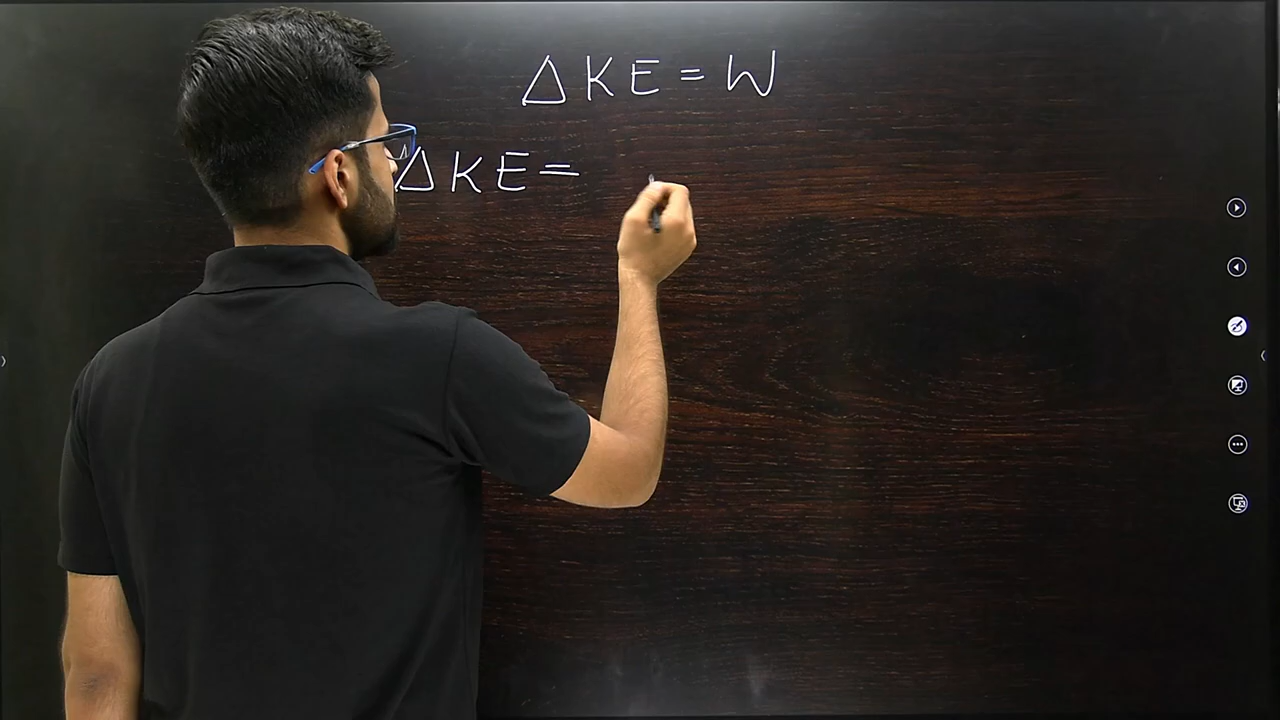 ΔKE = W
ΔKE =